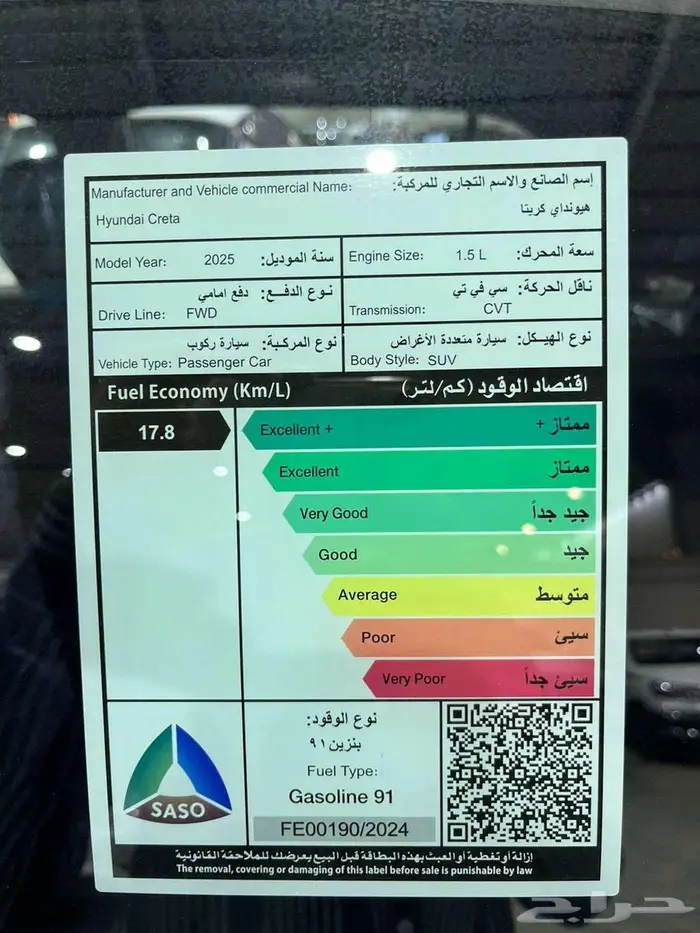 Manufacturer and Vehicle commercial Name: إسم الصانع والاسم التجاري للمركبة:
Hyundai Creta هيونداي كريتا
Model Year: 2025 سنة الموديل:
Engine Size: 1.5 L سعة المحرك:
نوع الدفـع: دفع امامي
Drive Line: FWD
ناقل الحركة: سي في تي
Transmission: CVT
نوع المركبة: سيارة ركوب
Vehicle Type: Passenger Car
نوع الهيـكل: سيارة متعددة الأغراض
Body Style: SUV
Fuel Economy (Km/L) اقتصاد الوقود (كم/لتر)
17.8
Excellent + ممتاز +
Excellent ممتاز
Very Good جيد جداً
Good جيد
Average متوسط
Poor سيئ
Very Poor سيئ جداً
SASO
نوع الوقود:
بنزين ٩١
Fuel Type:
Gasoline 91
FE00190/2024
إزالة أو تغطية أو العبث بهذه البطاقة قبل البيع يعرضك للملاحقة القانونية
The removal, covering or damaging of this label before sale is punishable by law
حراج